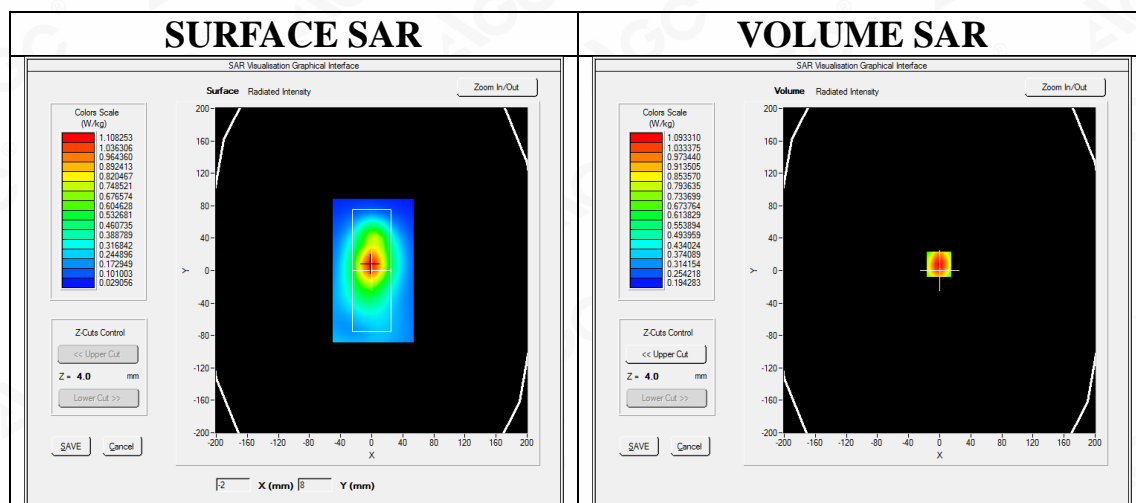 SURFACE SAR
SAR Visualisation Graphical Interface
Surface Radiated Intensity
Zoom In/Out
Colors Scale
(W/kg)
1.108253
1.036306
0.964360
0.892413
0.820467
0.748521
0.676574
0.604628
0.532681
0.460735
0.388789
0.316842
0.244896
0.172949
0.101003
0.029056
Z-Cuts Control
<< Upper Cut
Z = 4.0 mm
Lower Cut >>
SAVE Cancel
200
160
120
80
40
0
-40
-80
-120
-160
-200
Y
-200 -160 -120 -80 -40 0 40 80 120 160 200
X
-2 X (mm) 8 Y (mm)
VOLUME SAR
SAR Visualisation Graphical Interface
Volume Radiated Intensity
Zoom In/Out
Colors Scale
(W/kg)
1.093310
1.033375
0.973440
0.913505
0.853570
0.793635
0.733699
0.673764
0.613829
0.553894
0.493959
0.434024
0.374089
0.314154
0.254218
0.194283
Z-Cuts Control
<< Upper Cut
Z = 4.0 mm
Lower Cut >>
SAVE Cancel
200
160
120
80
40
0
-40
-80
-120
-160
-200
Y
-200 -160 -120 -80 -40 0 40 80 120 160 200
X